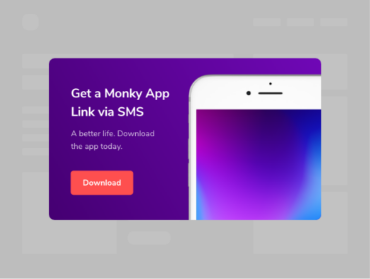 Get a Monky App
Link via SMS
A better life. Download
the app today.
Download